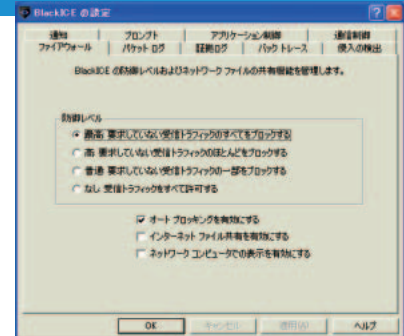 BlackICE の設定
通知 プロンプト アプリケーション制御 通信制御
ファイアウォール パケット ログ 証拠ログ バック トレース 侵入の検出
BlackICE の防御レベルおよびネットワーク ファイルの共有機能を管理します。
防御レベル
最高: 要求していない受信トラフィックのすべてをブロックする
高: 要求していない受信トラフィックのほとんどをブロックする
普通: 要求していない受信トラフィックの一部をブロックする
なし: 受信トラフィックをすべて許可する
オート ブロッキングを有効にする
インターネット ファイル共有を有効にする
ネットワーク コンピュータでの表示を有効にする
OK キャンセル 適用(A) ヘルプ